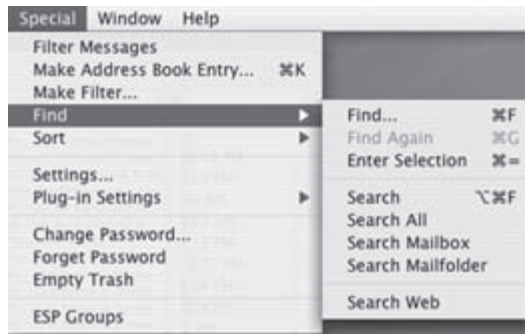 Special Window Help
Filter Messages
Make Address Book Entry... ⌘K
Make Filter...
Find
Sort
Settings...
Plug-in Settings
Change Password...
Forget Password
Empty Trash
ESP Groups
Find... ⌘F
Find Again ⌘G
Enter Selection ⌘=
Search ⌥⌘F
Search All
Search Mailbox
Search Mailfolder
Search Web